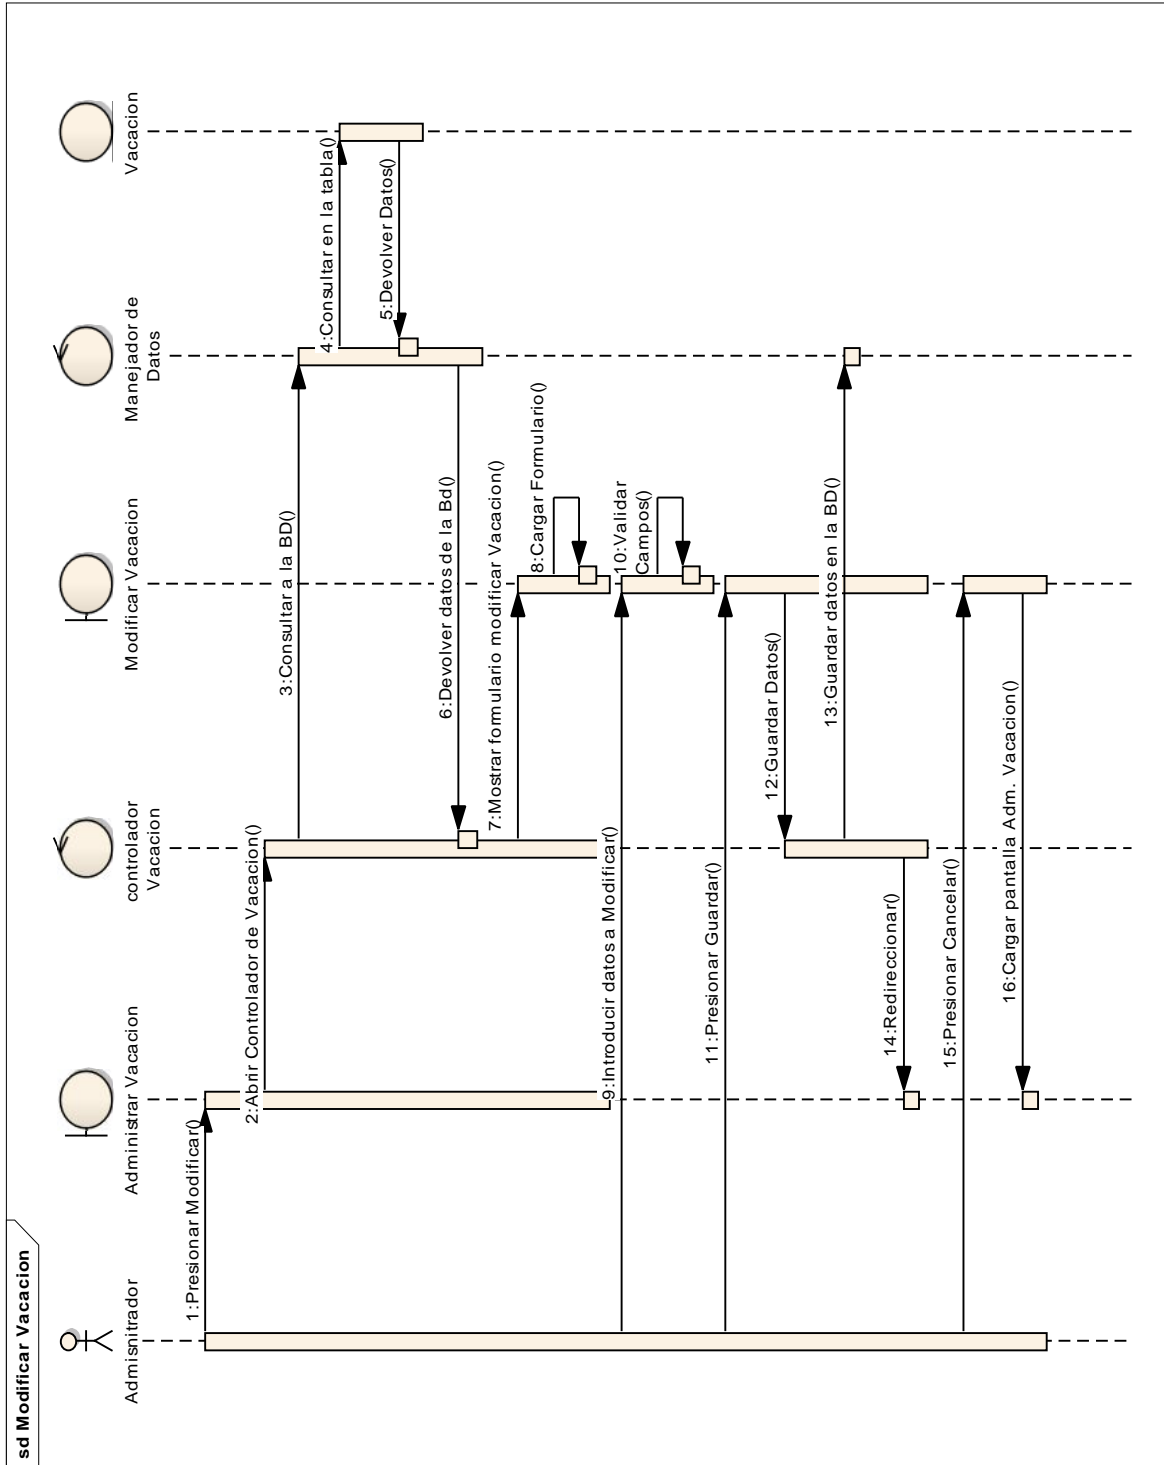 sd Modificar Vacacion
Admisnitrador
Administrar Vacacion
controlador
Vacacion
Modificar Vacacion
Manejador de
Datos
Vacacion
1:Presionar Modificar()
2:Abrir Controlador de Vacacion()
3:Consultar a la BD()
4:Consultar en la tabla()
5:Devolver Datos()
6:Devolver datos de la Bd()
7:Mostrar formulario modificar Vacacion()
8:Cargar Formulario()
9:Introducir datos a Modificar()
10:Validar
Campos()
11:Presionar Guardar()
12:Guardar Datos()
13:Guardar datos en la BD()
14:Redireccionar()
15:Presionar Cancelar()
16:Cargar pantalla Adm. Vacacion()